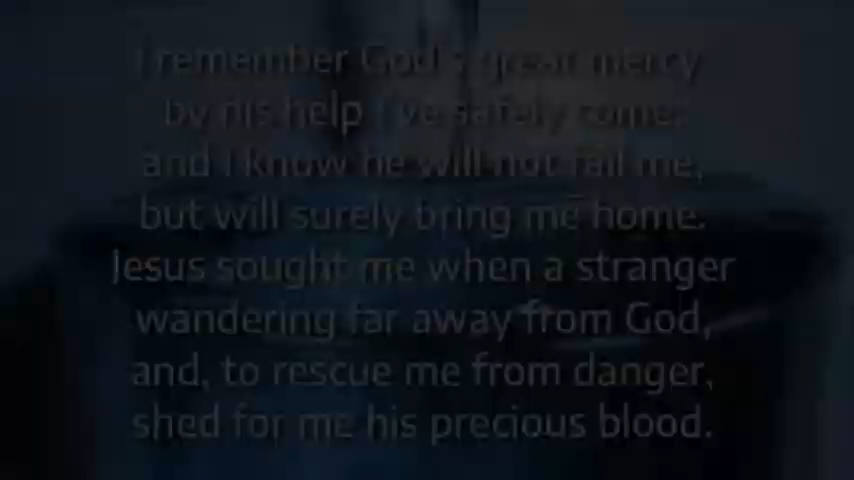 I remember God's great mercy
by his help I've safely come;
and I know he will not fail me,
but will surely bring me home.
Jesus sought me when a stranger
wandering far away from God,
and, to rescue me from danger,
shed for me his precious blood.